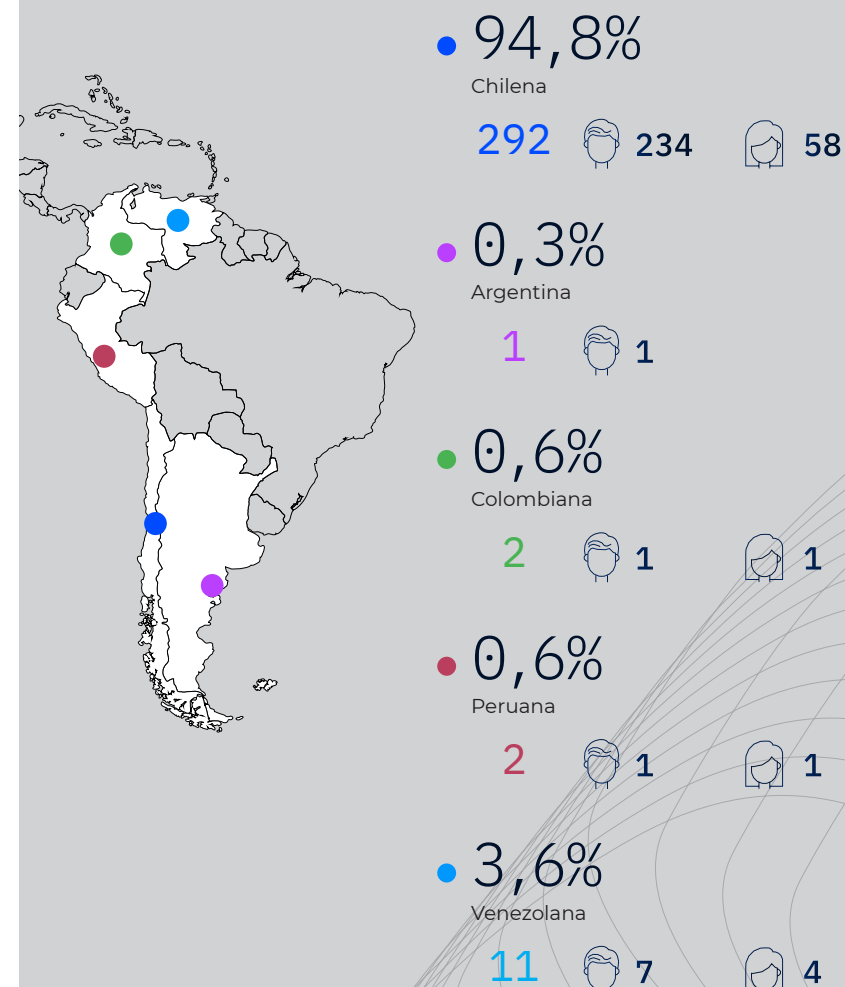 94,8%
Chilena
292 234 58
0,3%
Argentina
1 1
0,6%
Colombiana
2 1 1
0,6%
Peruana
2 1 1
3,6%
Venezolana
11 7 4